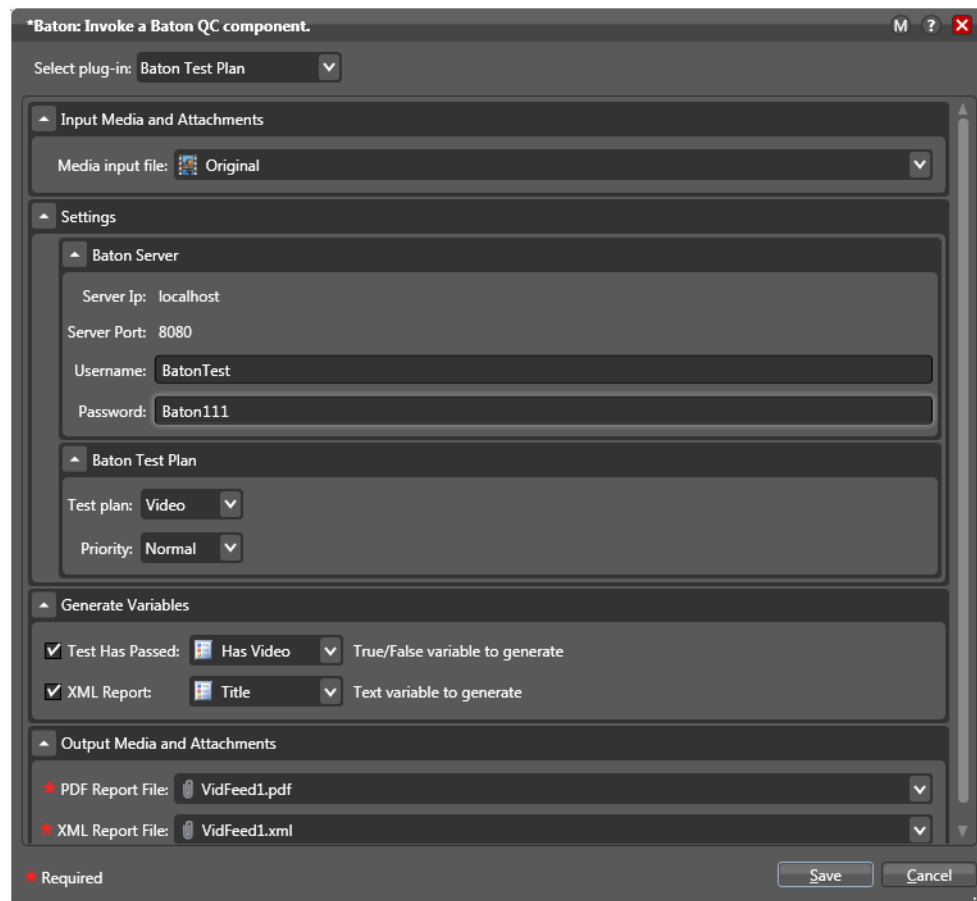 *Baton: Invoke a Baton QC component.
M ?
Select plug-in: Baton Test Plan
Input Media and Attachments
Media input file: Original
Settings
Baton Server
Server Ip: localhost
Server Port: 8080
Username: BatonTest
Password: Baton111
Baton Test Plan
Test plan: Video
Priority: Normal
Generate Variables
Test Has Passed: Has Video True/False variable to generate
XML Report: Title Text variable to generate
Output Media and Attachments
* PDF Report File: VidFeed1.pdf
* XML Report File: VidFeed1.xml
* Required
Save Cancel